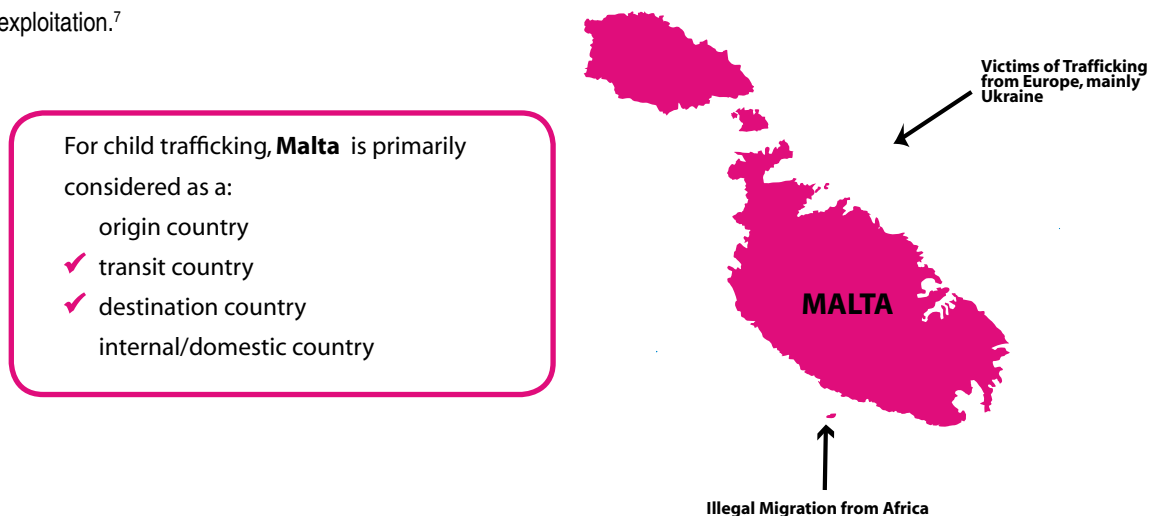 exploitation.7
For child trafficking, Malta is primarily
considered as a:
origin country
✓ transit country
✓ destination country
internal/domestic country
Victims of Trafficking
from Europe, mainly
Ukraine
MALTA
Illegal Migration from Africa